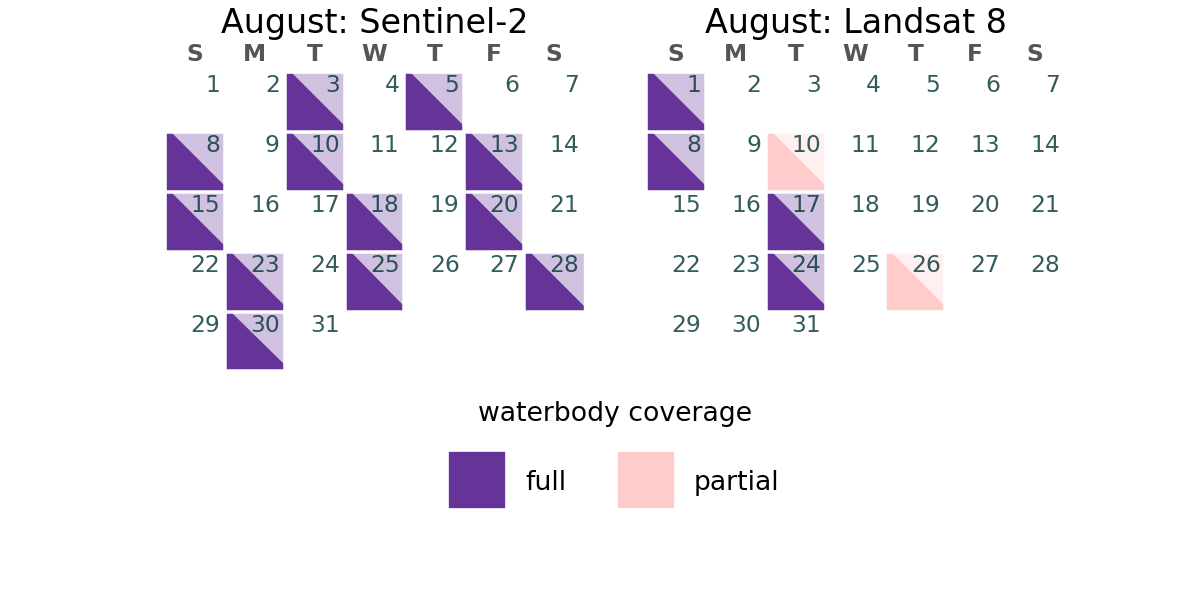 August: Sentinel-2
S M T W T F S
1 2 3 4 5 6 7
8 9 10 11 12 13 14
15 16 17 18 19 20 21
22 23 24 25 26 27 28
29 30 31
August: Landsat 8
S M T W T F S
1 2 3 4 5 6 7
8 9 10 11 12 13 14
15 16 17 18 19 20 21
22 23 24 25 26 27 28
29 30 31
waterbody coverage
full
partial